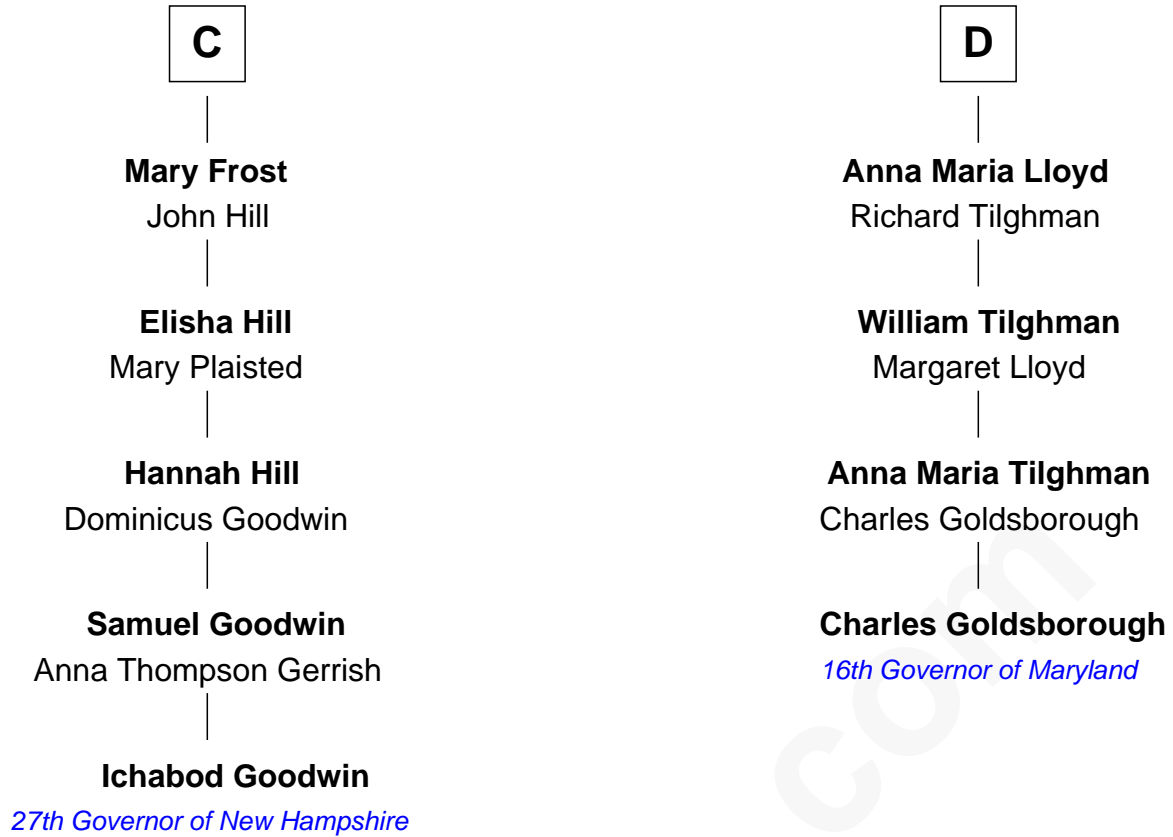 C
Mary Frost
John Hill
Elisha Hill
Mary Plaisted
Hannah Hill
Dominicus Goodwin
Samuel Goodwin
Anna Thompson Gerrish
Ichabod Goodwin
27th Governor of New Hampshire
D
Anna Maria Lloyd
Richard Tilghman
William Tilghman
Margaret Lloyd
Anna Maria Tilghman
Charles Goldsborough
Charles Goldsborough
16th Governor of Maryland
com